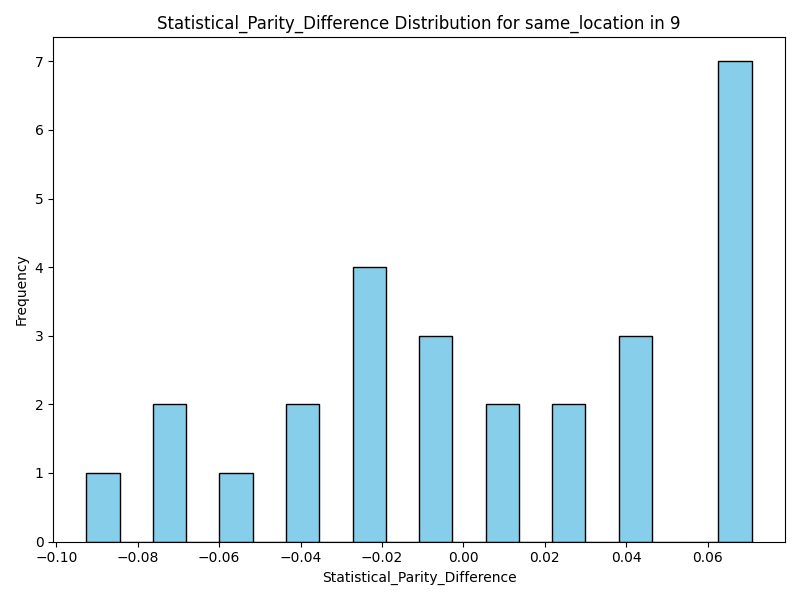 Statistical_Parity_Difference Distribution for same_location in 9
7
6
5
4
3
2
1
0
Frequency
−0.10 −0.08 −0.06 −0.04 −0.02 0.00 0.02 0.04 0.06
Statistical_Parity_Difference